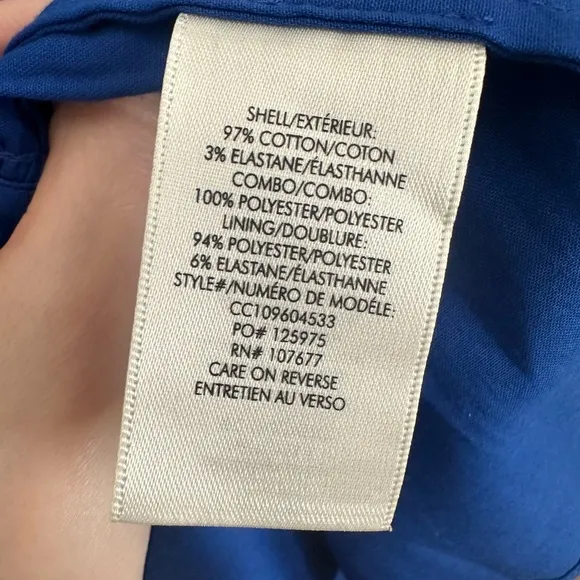 SHELL/EXTÉRIEUR:
97% COTTON/COTON
3% ELASTANE/ÉLASTHANNE
COMBO/COMBO:
100% POLYESTER/POLYESTER
LINING/DOUBLURE:
94% POLYESTER/POLYESTER
6% ELASTANE/ÉLASTHANNE
STYLE#/NUMÉRO DE MODÉLE:
CC109604533
PO# 125975
RN# 107677
CARE ON REVERSE
ENTRETIEN AU VERSO